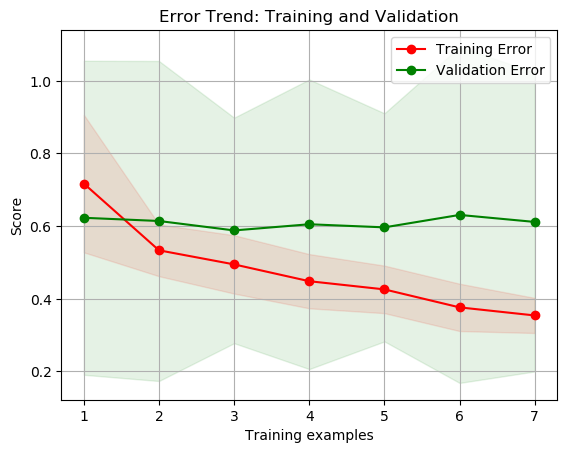 Error Trend: Training and Validation
Training Error
Validation Error
1.0
0.8
0.6
0.4
0.2
Score
1 2 3 4 5 6 7
Training examples